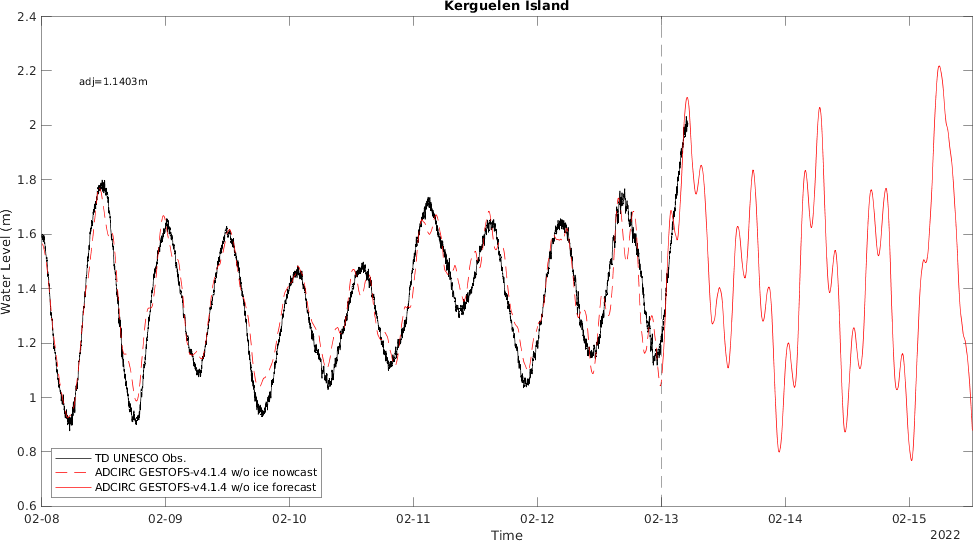 Kerguelen Island
2.4
2.2
2
1.8
1.6
1.4
1.2
1
0.8
0.6
Water Level (m)
adj=1.1403m
TD UNESCO Obs.
ADCIRC GESTOFS-v4.1.4 w/o ice nowcast
ADCIRC GESTOFS-v4.1.4 w/o ice forecast
02-08
02-09
02-10
02-11
02-12
02-13
02-14
02-15
Time
2022